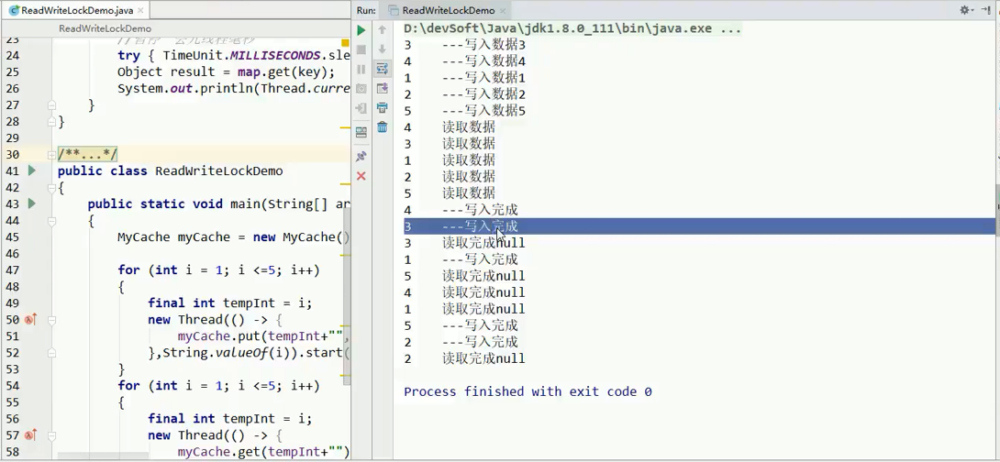 ReadWriteLockDemo.java
ReadWriteLockDemo
23
24 try { TimeUnit.MILLISECONDS.sle
25 Object result = map.get(key);
26 System.out.println(Thread.curre
27 }
28 }
29
30 /**...*/
41 public class ReadWriteLockDemo
42 {
43 public static void main(String[] ar
44 {
45 MyCache myCache = new MyCache()
46
47 for (int i = 1; i <=5; i++)
48 {
49 final int tempInt = i;
50 new Thread(() -> {
51 myCache.put(tempInt+"",
52 },String.valueOf(i)).start(
53 }
54 for (int i = 1; i <=5; i++)
55 {
56 final int tempInt = i;
57 new Thread(() -> {
58 myCache.get(tempInt+"")
Run: ReadWriteLockDemo
D:\devSoft\Java\jdk1.8.0_111\bin\java.exe ...
3 ---写入数据3
4 ---写入数据4
1 ---写入数据1
2 ---写入数据2
5 ---写入数据5
4 读取数据
3 读取数据
1 读取数据
2 读取数据
5 读取数据
4 ---写入完成
3 ---写入完成
3 读取完成null
1 ---写入完成
5 读取完成null
4 读取完成null
1 读取完成null
5 ---写入完成
2 ---写入完成
2 读取完成null
Process finished with exit code 0